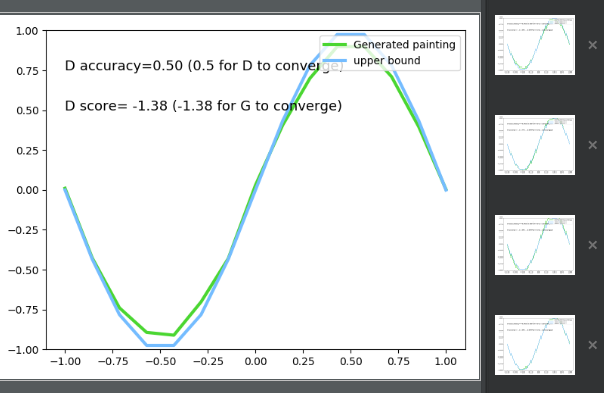 1.00
Generated painting
upper bound
D accuracy=0.50 (0.5 for D to converge)
0.75
D score= -1.38 (-1.38 for G to converge)
0.50
0.25
0.00
−0.25
−0.50
−0.75
−1.00
−1.00 −0.75 −0.50 −0.25 0.00 0.25 0.50 0.75 1.00